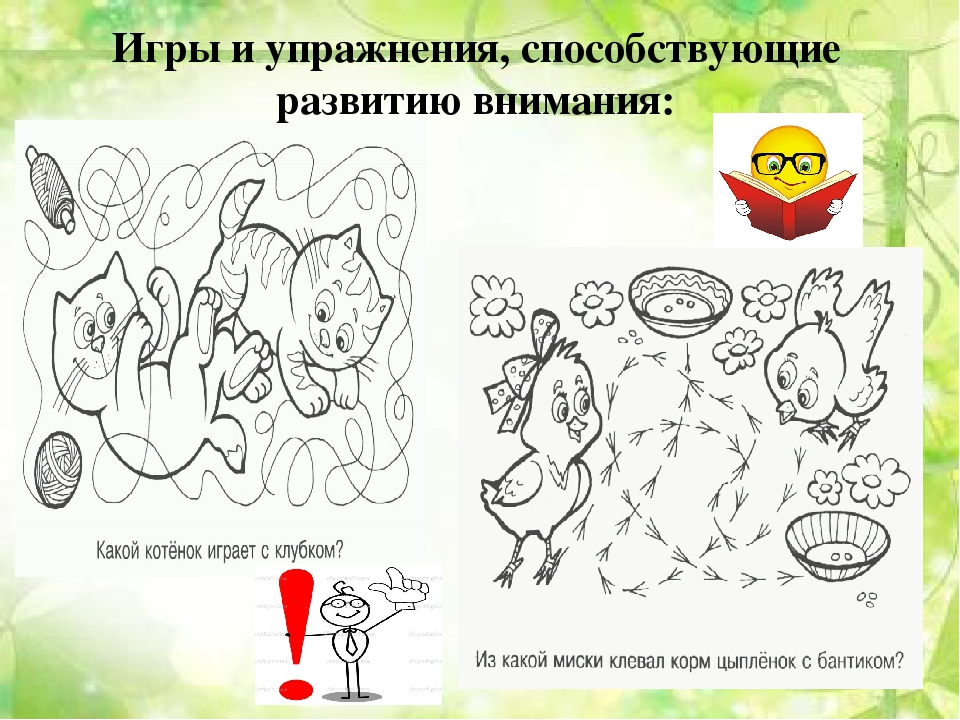 Игры и упражнения, способствующие
развитию внимания:
Какой котёнок играет с клубком?
Из какой миски клевал корм цыплёнок с бантиком?